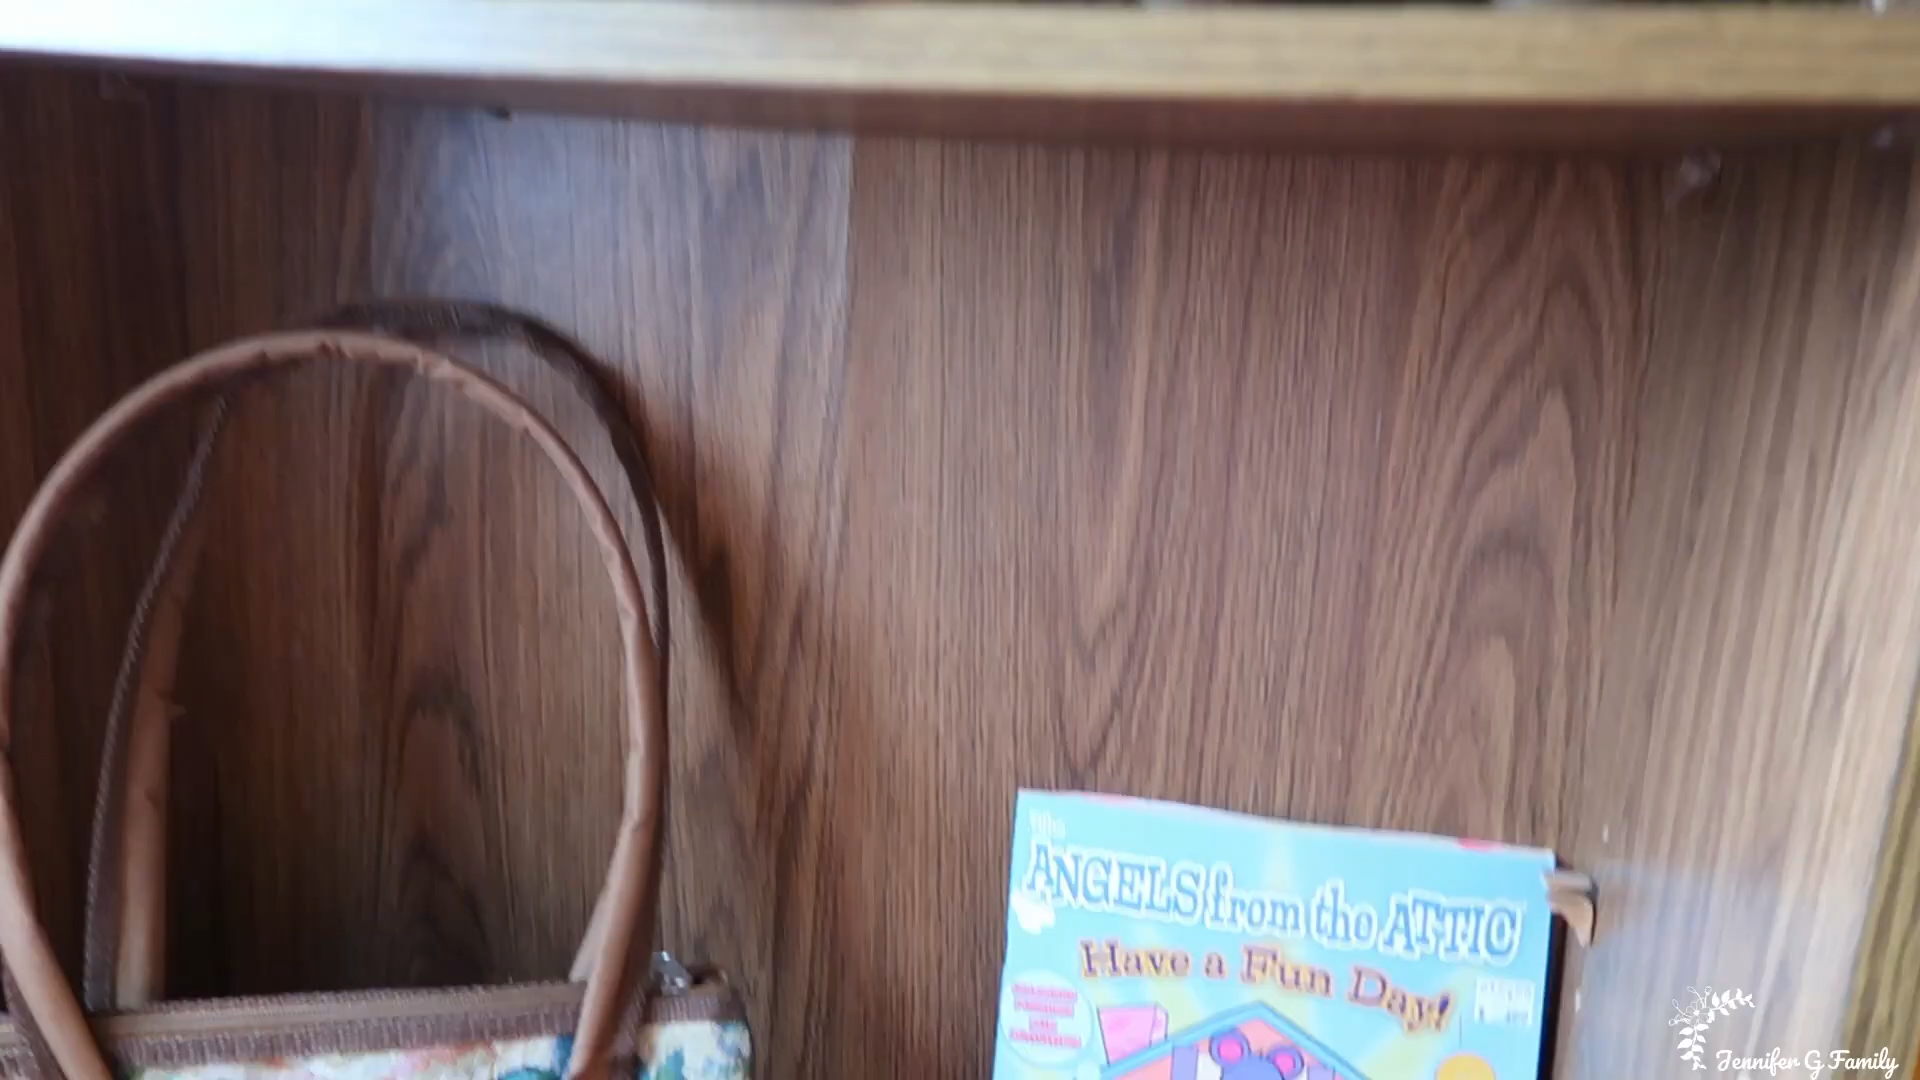 The
ANGELS from the ATTIC
Have a Fun Day!
Jennifer G Family